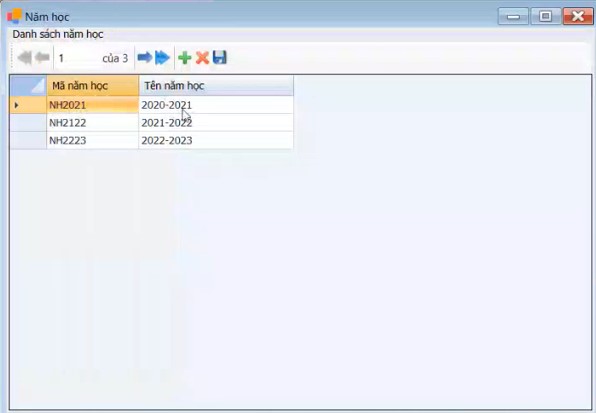 Năm học
Danh sách năm học
1 của 3
Mã năm học Tên năm học
NH2021 2020-2021
NH2122 2021-2022
NH2223 2022-2023